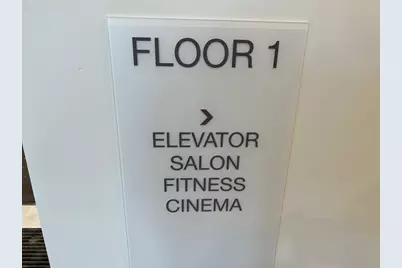 FLOOR 1
>
ELEVATOR
SALON
FITNESS
CINEMA